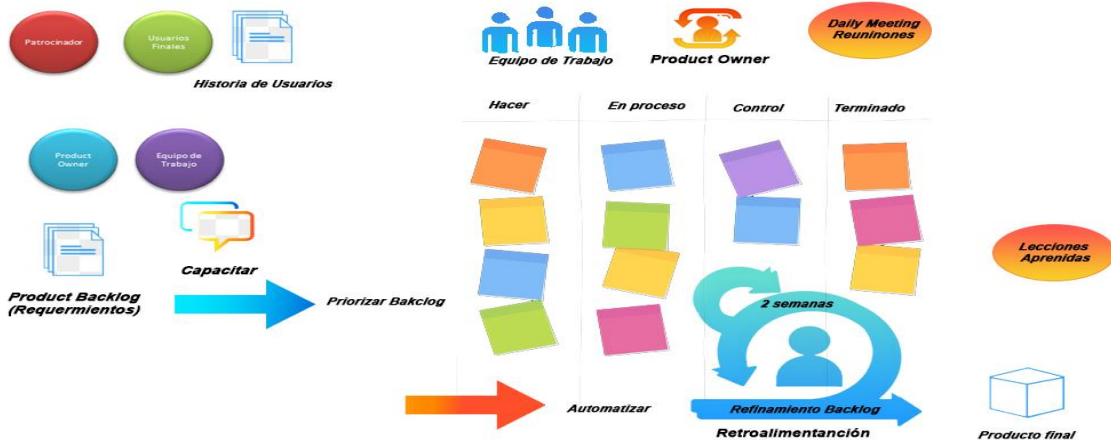 Patrocinador
Usuarios
Finales
Historia de Usuarios
Equipo de Trabajo
Product Owner
Daily Meeting
Reuninones
Hacer
En proceso
Control
Terminado
Product
Owner
Equipo de
Trabajo
Capacitar
Product Backlog
(Requermientos)
Priorizar Bakclog
2 semanas
Lecciones
Aprenidas
Automatizar
Refinamiento Backlog
Retroalimentanción
Producto final